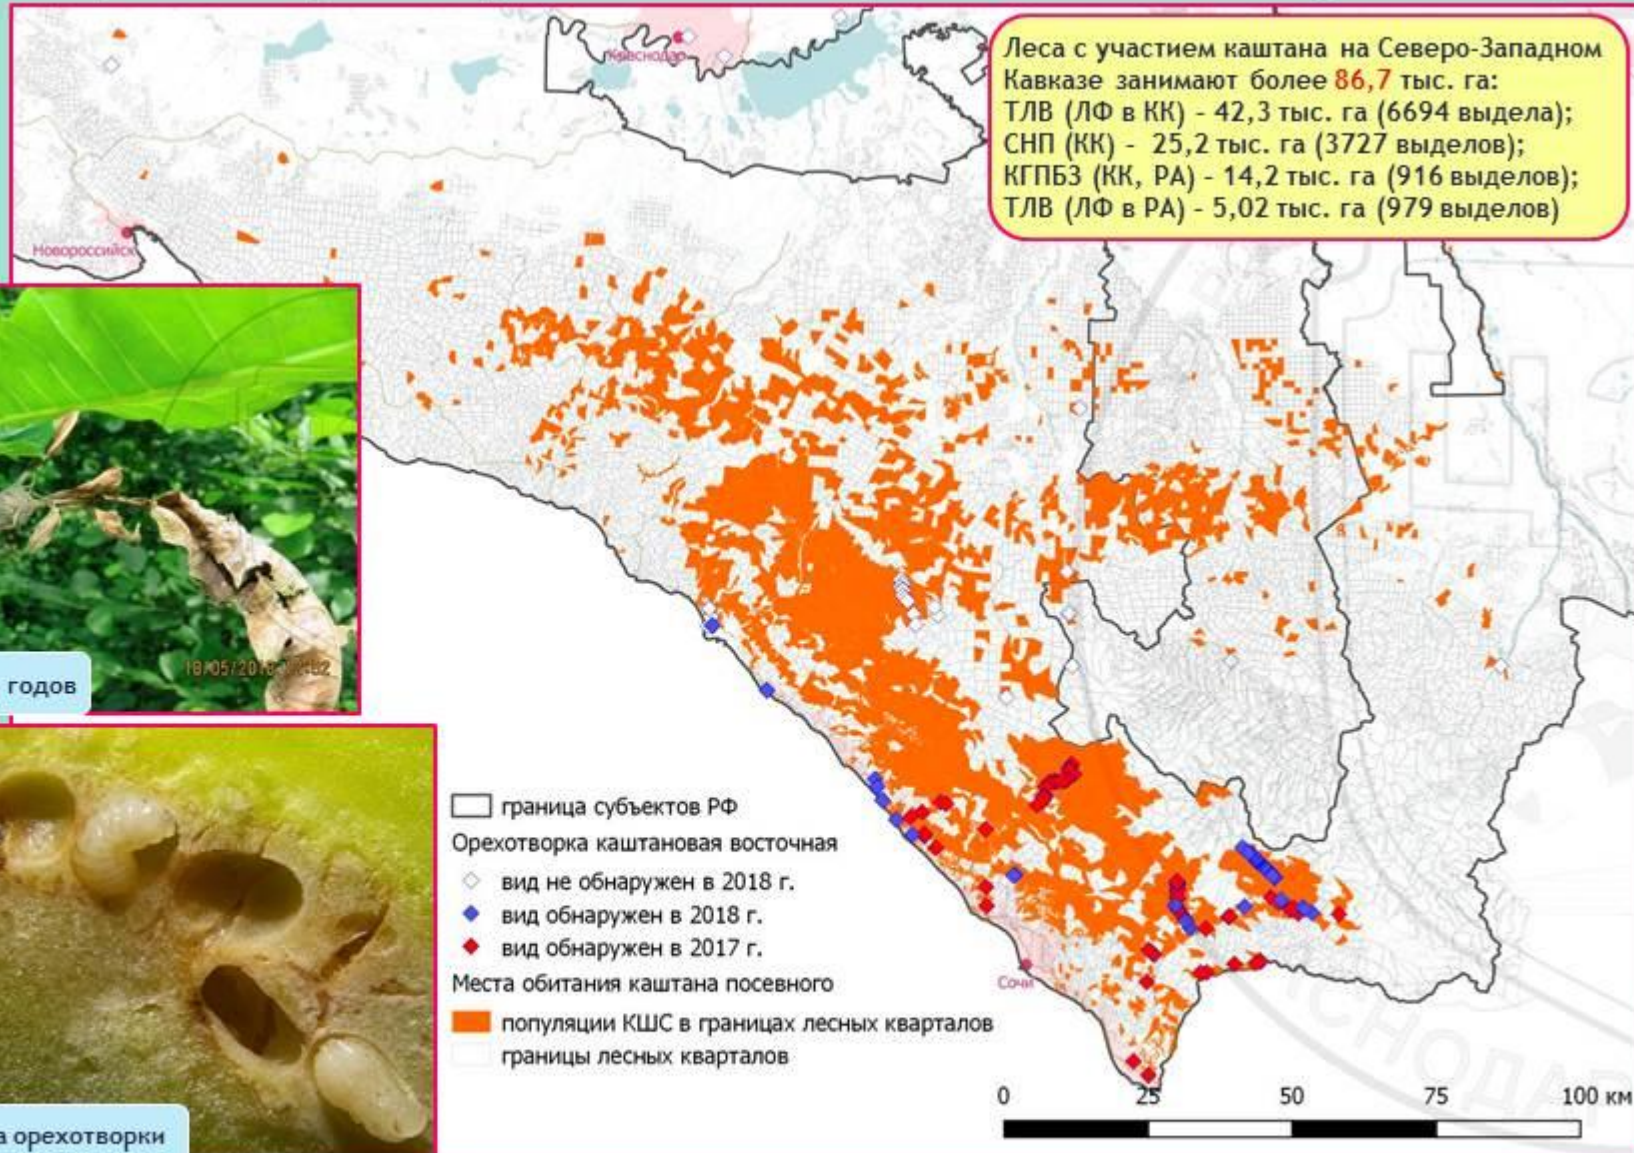 Краснодар
Леса с участием каштана на Северо-Западном
Кавказе занимают более 86,7 тыс. га:
ТЛВ (ЛФ в КК) - 42,3 тыс. га (6694 выдела);
СНП (КК) - 25,2 тыс. га (3727 выделов);
КГПБЗ (КК, РА) - 14,2 тыс. га (916 выделов);
ТЛВ (ЛФ в РА) - 5,02 тыс. га (979 выделов)
Новороссийск
годов
граница субъектов РФ
Орехотворка каштановая восточная
вид не обнаружен в 2018 г.
вид обнаружен в 2018 г.
вид обнаружен в 2017 г.
Места обитания каштана посевного
популяции КШС в границах лесных кварталов
границы лесных кварталов
Сочи
0 25 50 75 100 км
а орехотворки